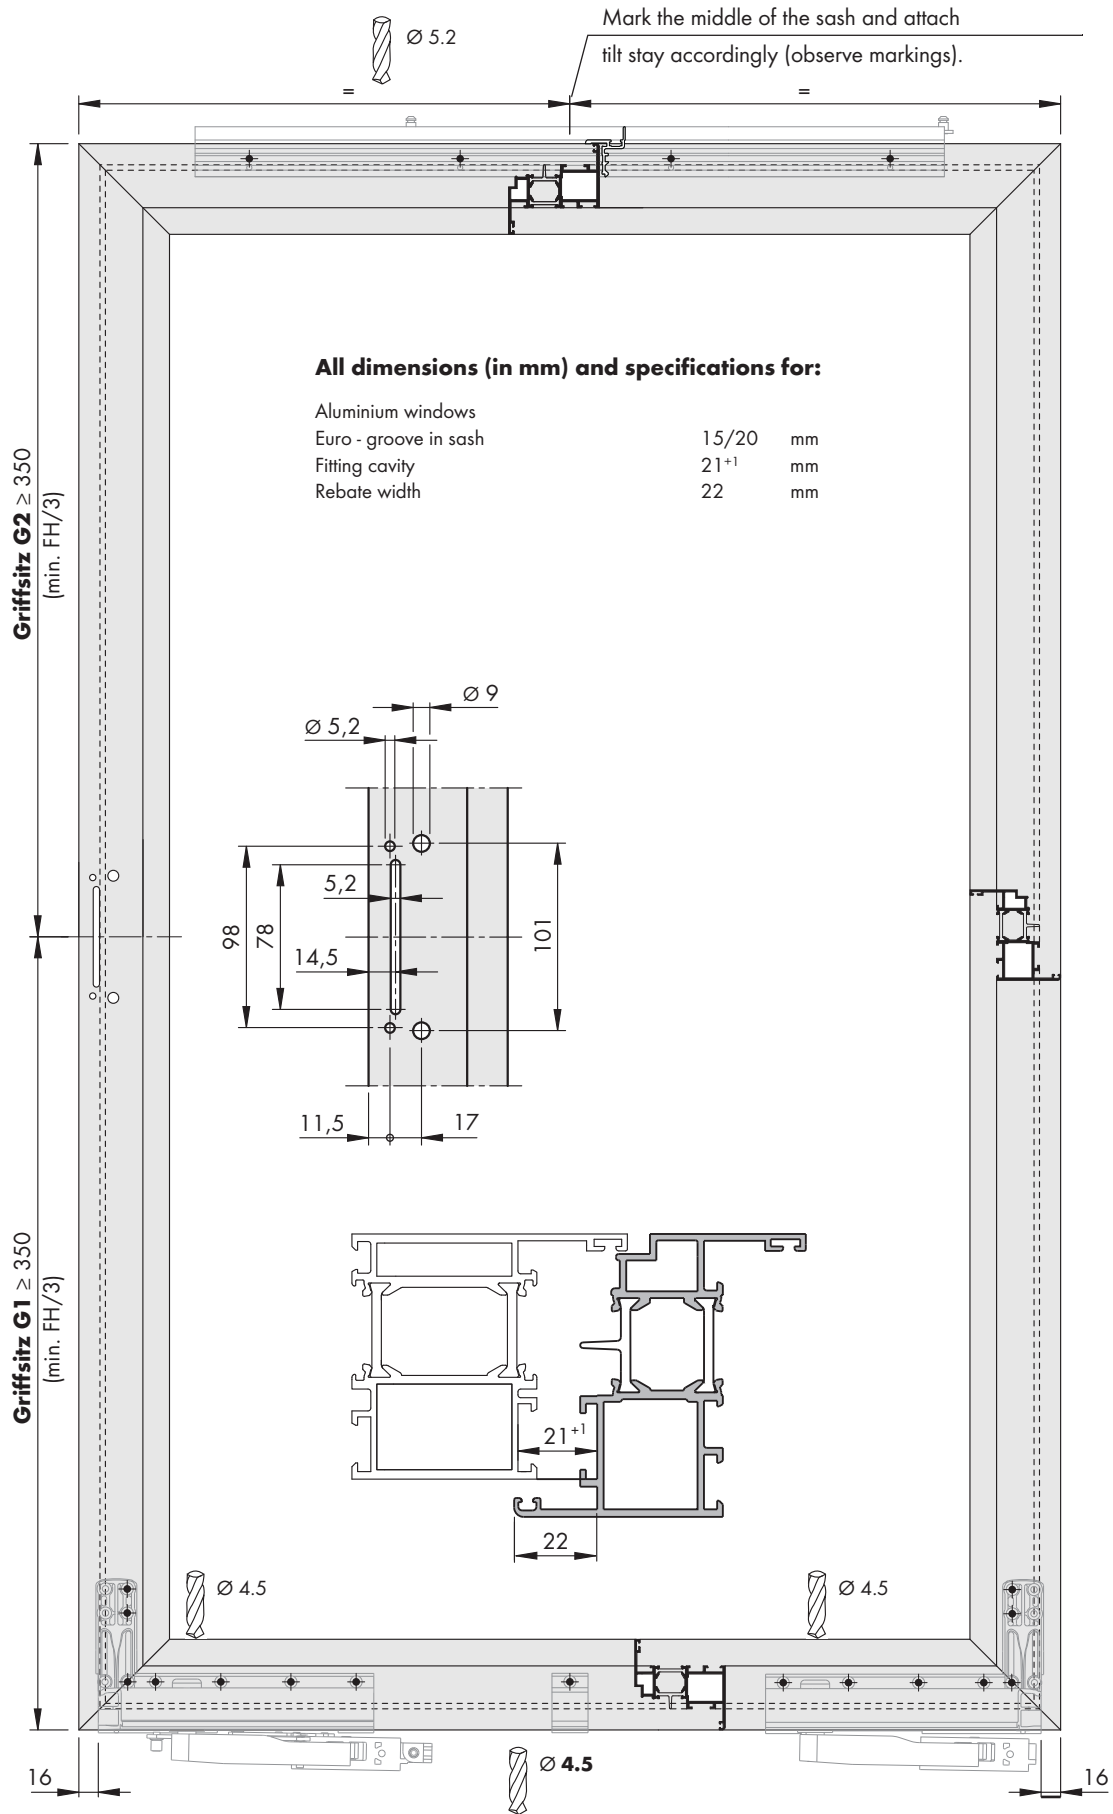 Ø 5.2
Mark the middle of the sash and attach
tilt stay accordingly (observe markings).
=
=
All dimensions (in mm) and specifications for:
Aluminium windows
Euro - groove in sash 15/20 mm
Fitting cavity 21+1 mm
Rebate width 22 mm
Griffsitz G2 ≥ 350
(min. FH/3)
Ø 9
Ø 5,2
5,2
98
78
101
14,5
11,5
17
Griffsitz G1 ≥ 350
(min. FH/3)
21+1
22
Ø 4.5
Ø 4.5
Ø 4.5
16
16